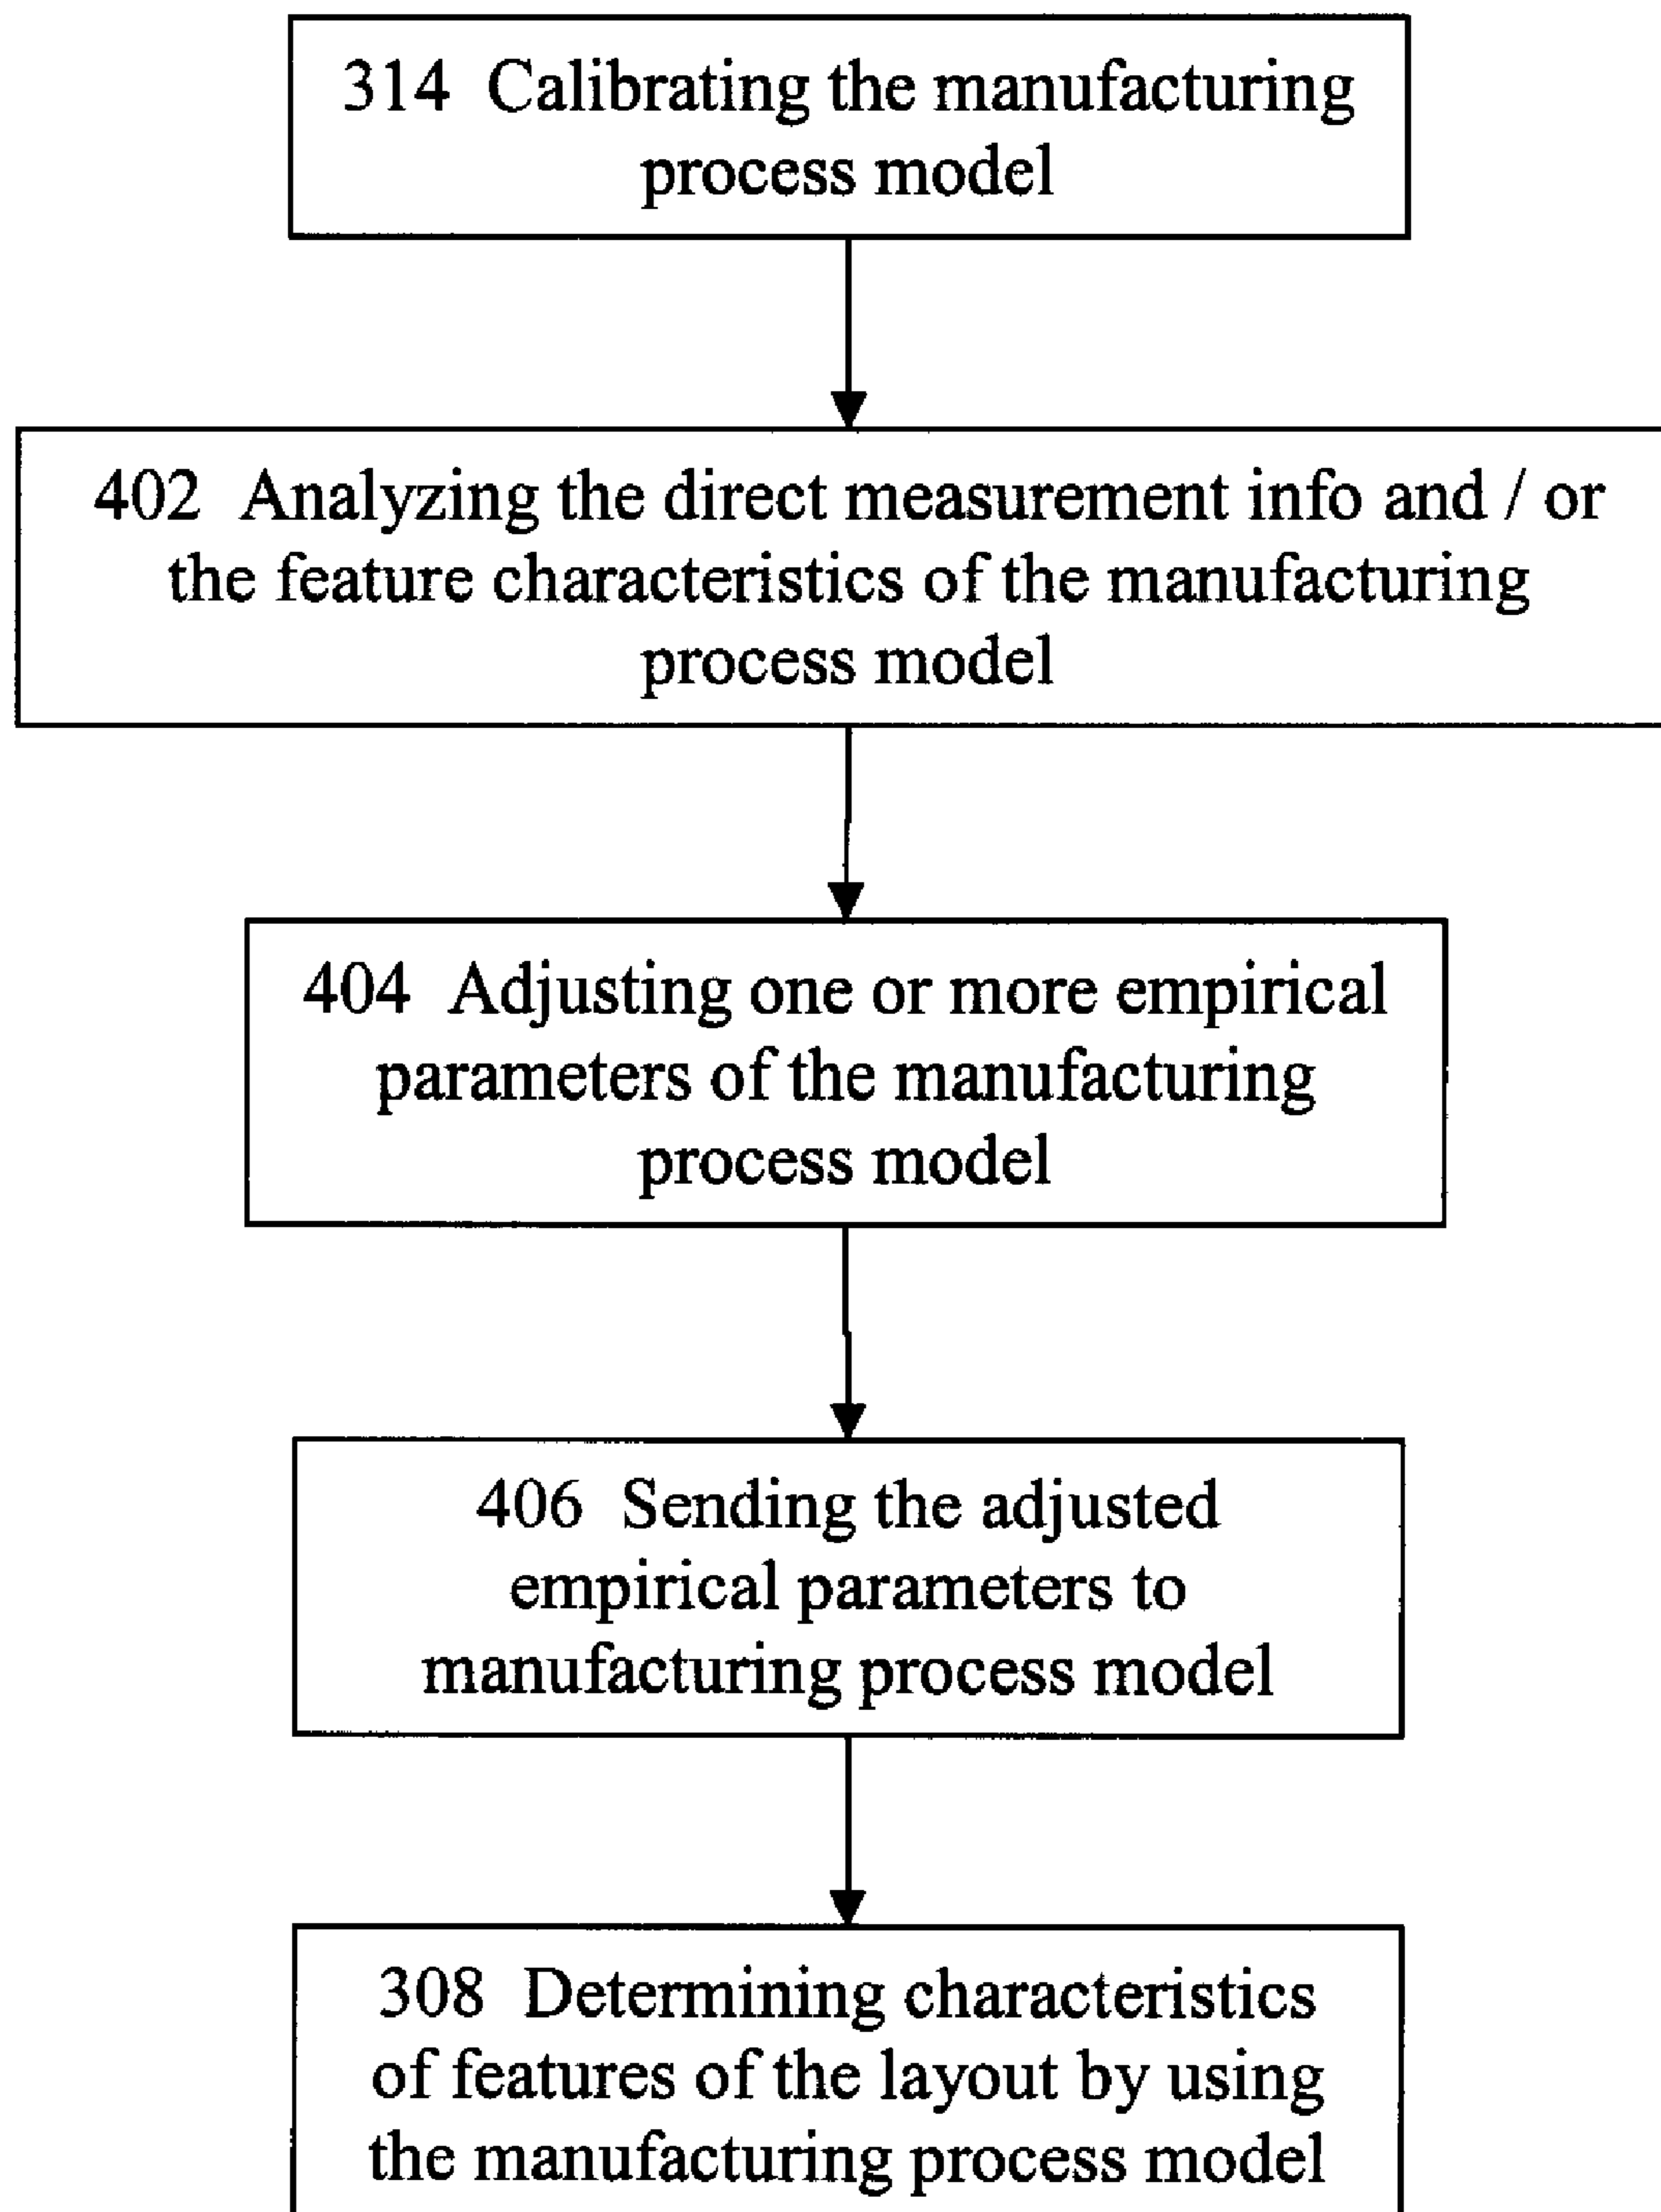 314 Calibrating the manufacturing
process model
402 Analyzing the direct measurement info and / or
the feature characteristics of the manufacturing
process model
404 Adjusting one or more empirical
parameters of the manufacturing
process model
406 Sending the adjusted
empirical parameters to
manufacturing process model
308 Determining characteristics
of features of the layout by using
the manufacturing process model